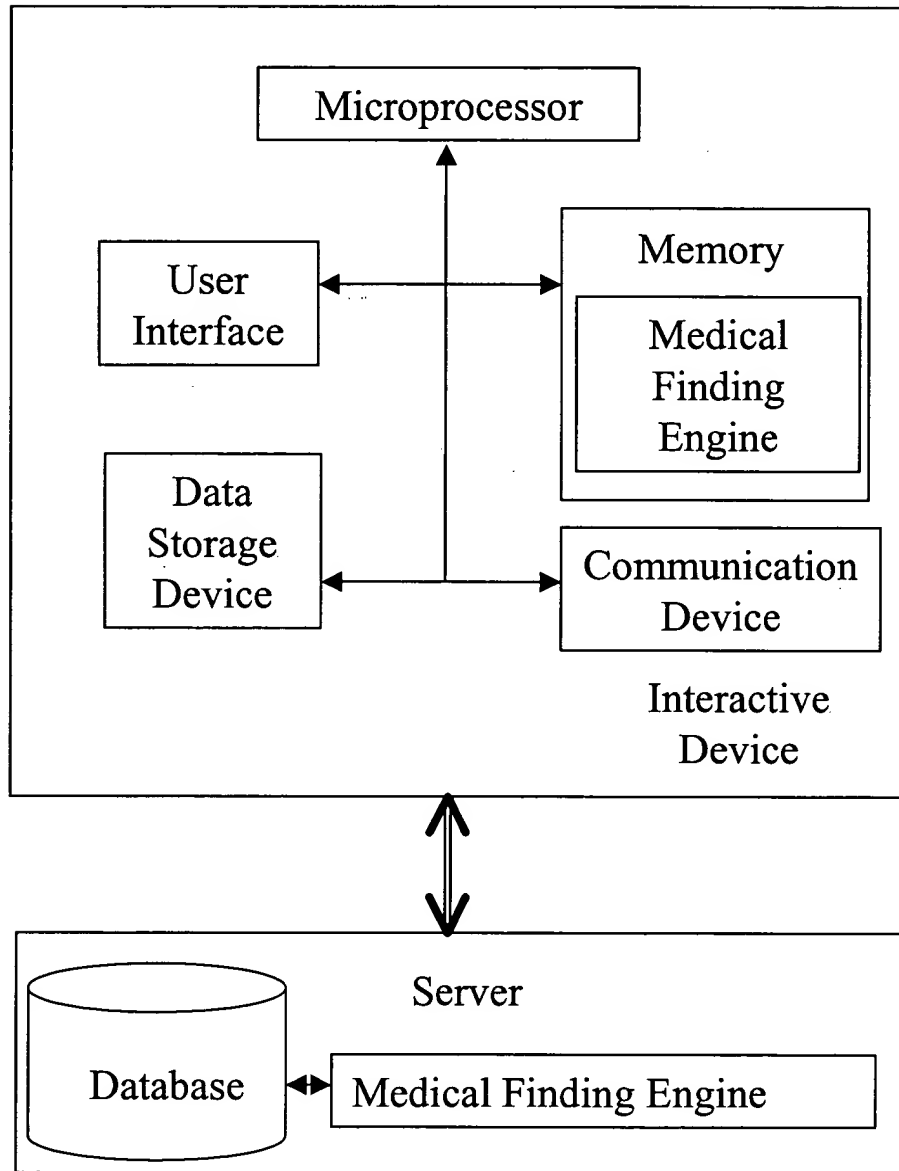 Microprocessor
User
Interface
Memory
Medical
Finding
Engine
Data
Storage
Device
Communication
Device
Interactive
Device
Server
Database
Medical Finding Engine